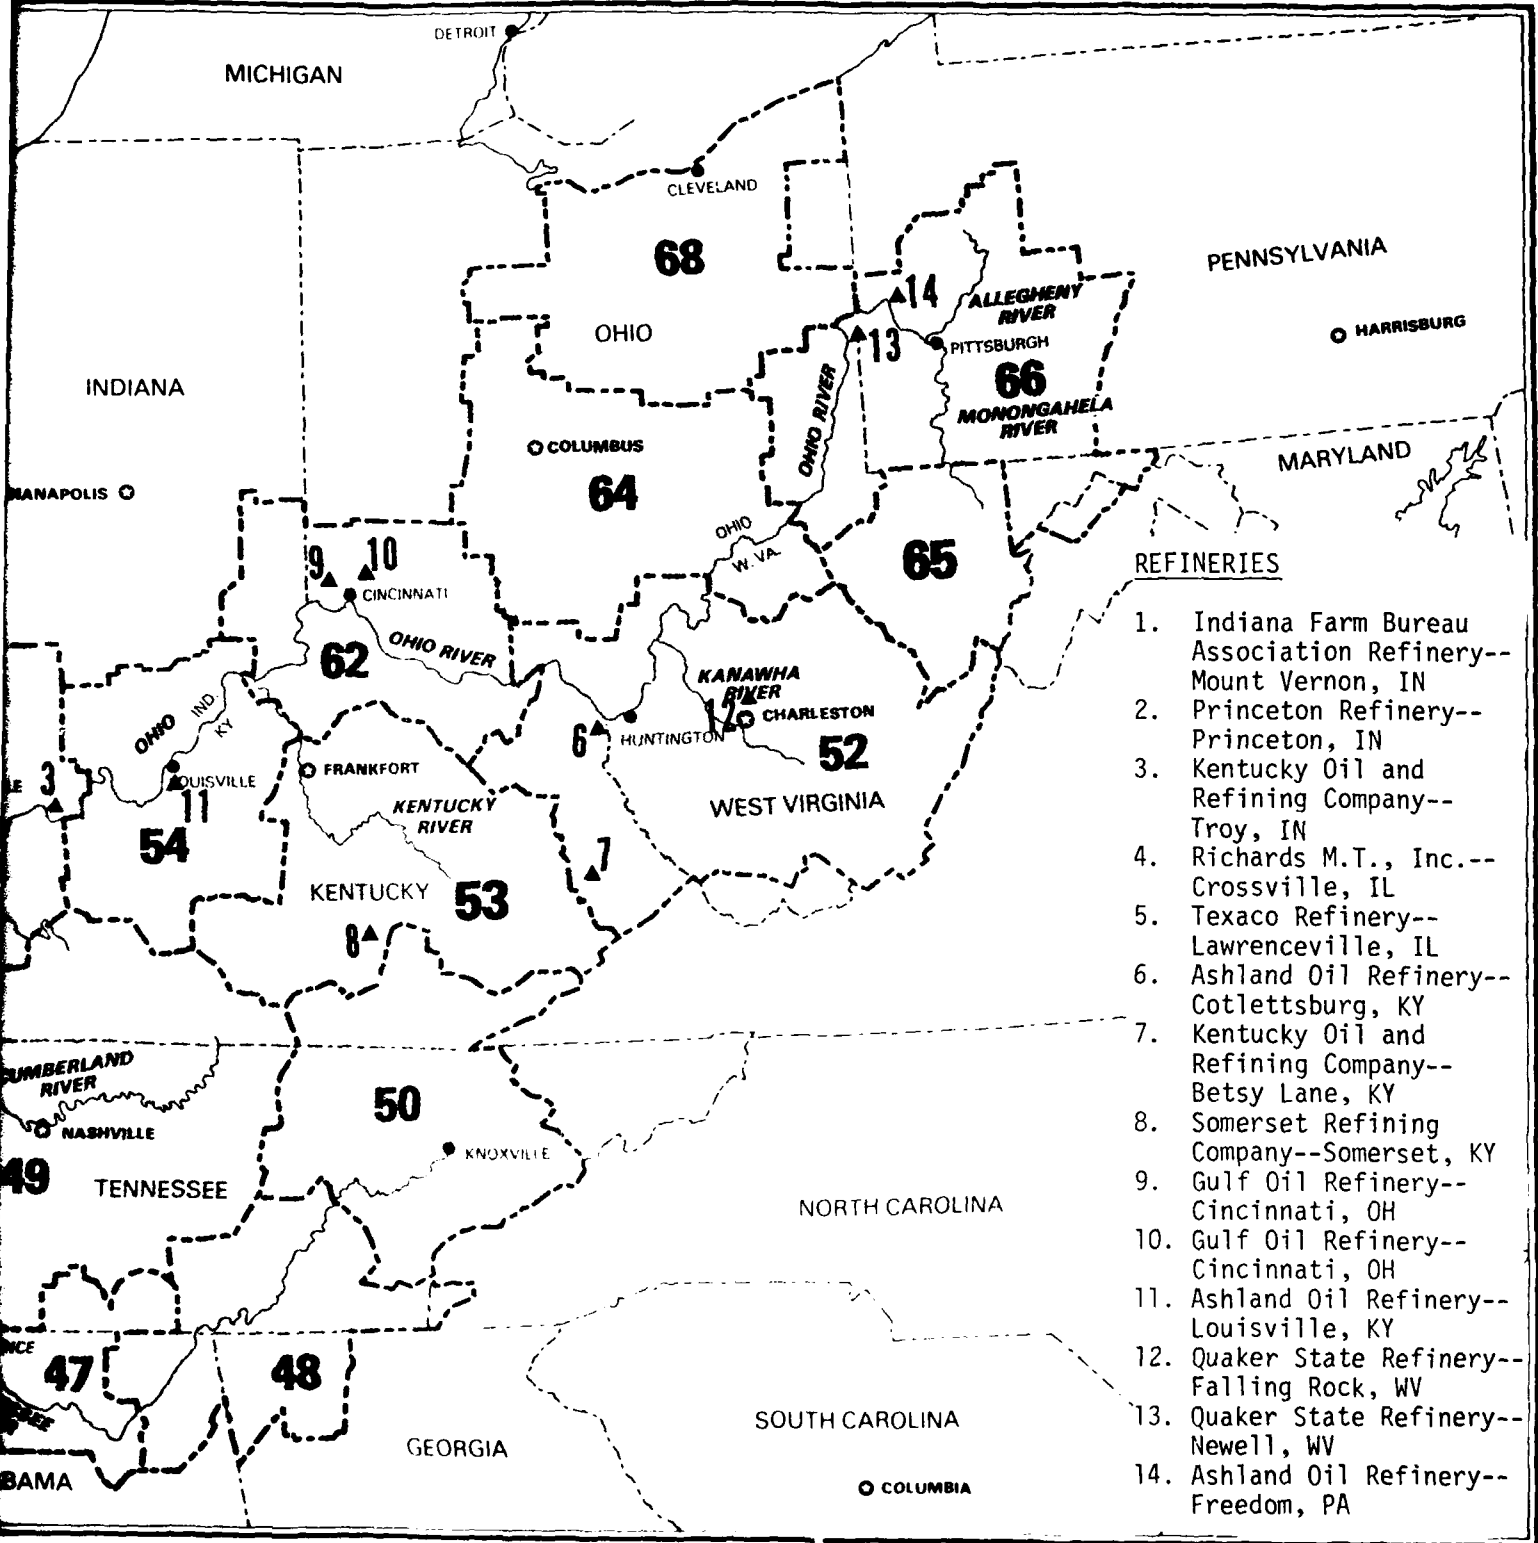 DETROIT
MICHIGAN
CLEVELAND
68
PENNSYLVANIA
14
ALLEGHENY
RIVER
HARRISBURG
OHIO
13
PITTSBURGH
66
INDIANA
OHIO RIVER
MONONGAHELA
RIVER
COLUMBUS
MARYLAND
64
IANAPOLIS
OHIO
W. VA.
65
9
10
CINCINNATI
OHIO RIVER
62
KANAWHA
RIVER
OHIO
IND.
KY
12
CHARLESTON
6
HUNTINGTON
52
FRANKFORT
LE
3
OUISVILLE
11
KENTUCKY
RIVER
WEST VIRGINIA
54
7
KENTUCKY
53
8
CUMBERLAND
RIVER
50
NASHVILLE
KNOXVILLE
49
TENNESSEE
NORTH CAROLINA
NCE
47
48
SOUTH CAROLINA
GEORGIA
BAMA
COLUMBIA
REFINERIES
1. Indiana Farm Bureau
Association Refinery--
Mount Vernon, IN
2. Princeton Refinery--
Princeton, IN
3. Kentucky Oil and
Refining Company--
Troy, IN
4. Richards M.T., Inc.--
Crossville, IL
5. Texaco Refinery--
Lawrenceville, IL
6. Ashland Oil Refinery--
Cotlettsburg, KY
7. Kentucky Oil and
Refining Company--
Betsy Lane, KY
8. Somerset Refining
Company--Somerset, KY
9. Gulf Oil Refinery--
Cincinnati, OH
10. Gulf Oil Refinery--
Cincinnati, OH
11. Ashland Oil Refinery--
Louisville, KY
12. Quaker State Refinery--
Falling Rock, WV
13. Quaker State Refinery--
Newell, WV
14. Ashland Oil Refinery--
Freedom, PA